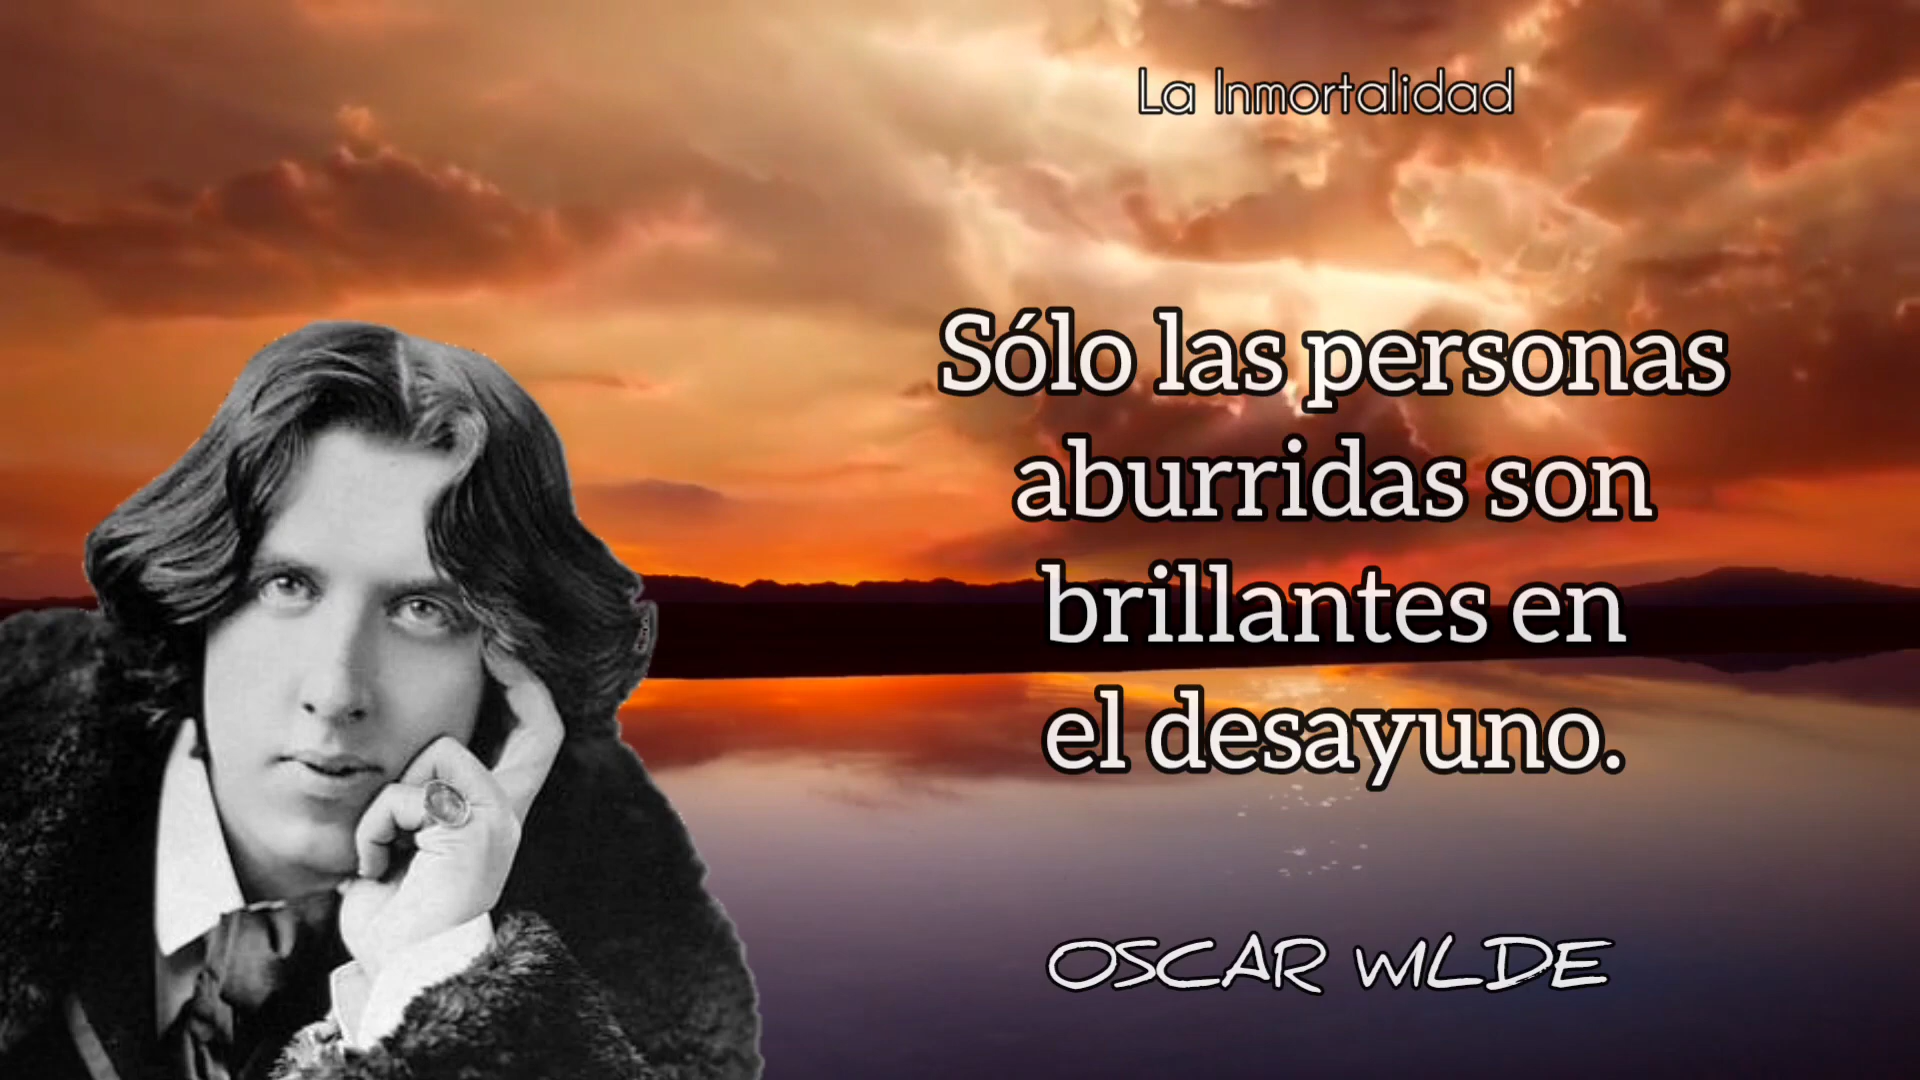 La Inmortalidad
Sólo las personas
aburridas son
brillantes en
el desayuno.
OSCAR WILDE